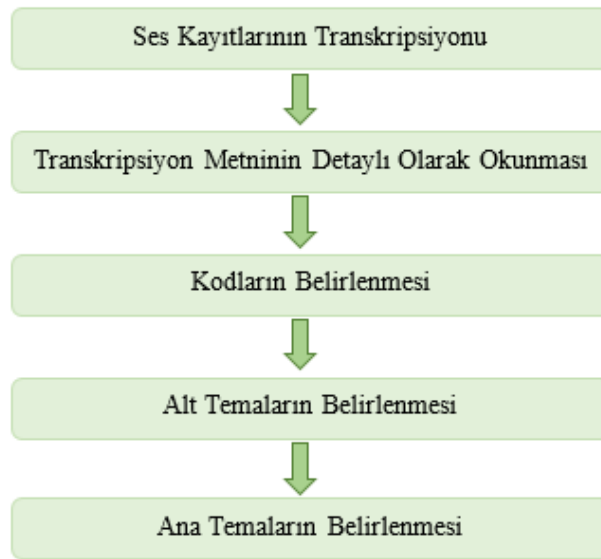 Ses Kayıtlarının Transkripsiyonu
Transkripsiyon Metninin Detaylı Olarak Okunması
Kodların Belirlenmesi
Alt Temaların Belirlenmesi
Ana Temaların Belirlenmesi